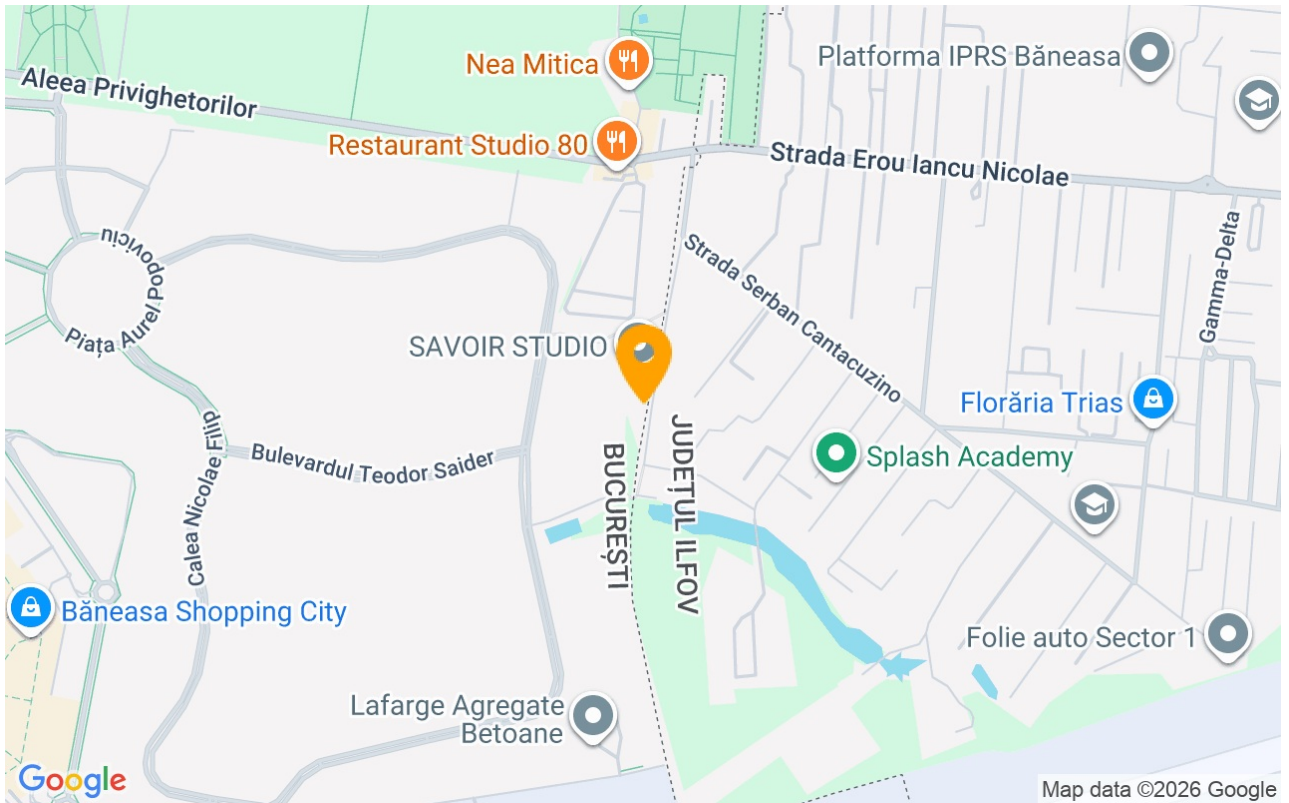 Nea Mitica
Platforma IPRS Băneasa
Aleea Privighetorilor
Restaurant Studio 80
Strada Erou Iancu Nicolae
Piața Aurel Popoviciu
Strada Serban Cantacuzino
Gamma-Delta
SAVOIR STUDIO
Florăria Trias
Calea Nicolae Filip
Bulevardul Teodor Saider
BUCUREȘTI
JUDEȚUL ILFOV
Splash Academy
Băneasa Shopping City
Folie auto Sector 1
Lafarge Agregate
Betoane
Google
Map data ©2026 Google